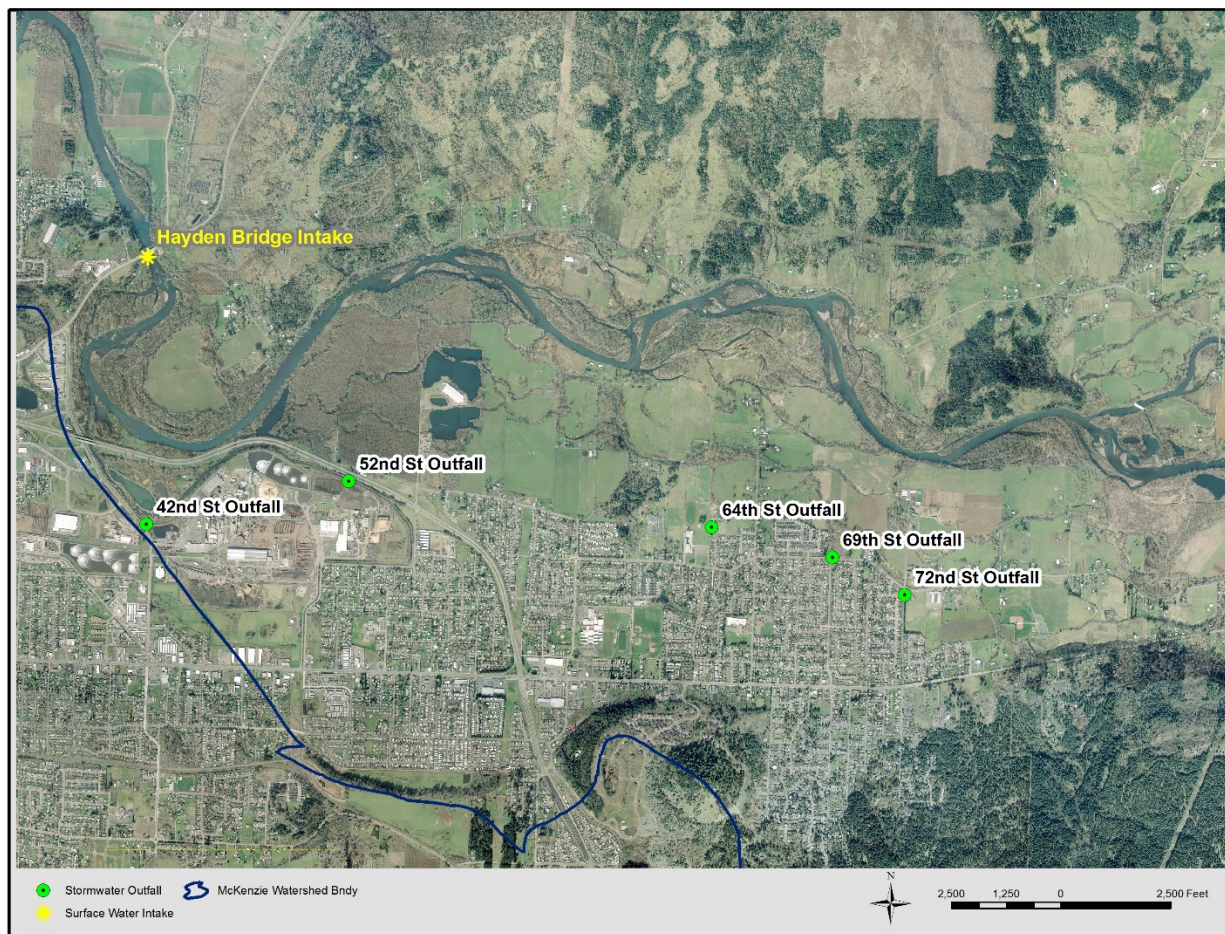 Hayden Bridge Intake
52nd St Outfall
42nd St Outfall
64th St Outfall
69th St Outfall
72nd St Outfall
Stormwater Outfall
McKenzie Watershed Bndy
Surface Water Intake
N
2,500 1,250 0 2,500 Feet